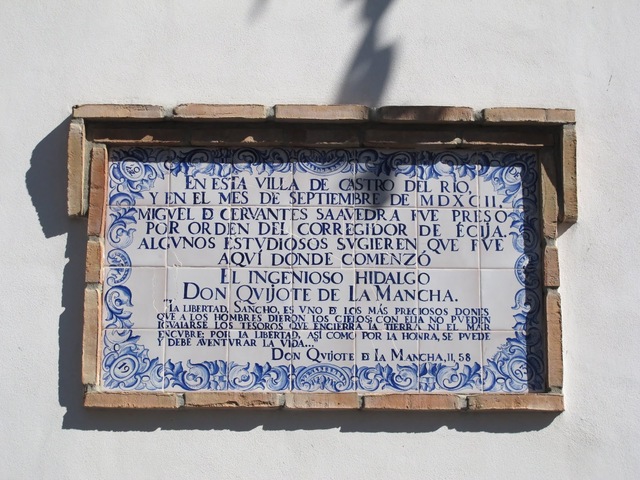 EN ESTA VILLA DE CASTRO DEL RÍO,
Y EN EL MES DE SEPTIEMBRE DE MDXCII.
MIGVEL D CERVANTES SAAVEDRA FVE PRESO
POR ORDEN DEL CORREGIDOR DE ÉCIJA.
ALGVNOS ESTVDIOSOS SVGIEREN QVE FVE
AQVÍ DONDE COMENZÓ
EL INGENIOSO HIDALGO
DON QVIJOTE DE LA MANCHA.
"LA LIBERTAD, SANCHO, ES VNO D LOS MÁS PRECIOSOS DONES
QVE A LOS HOMBRES DIERON LOS CIELOS; CON ELLA NO PVEDEN
IGVALARSE LOS TESOROS QVE ENCIERRA LA TIERRA NI EL MAR
ENCVBRE: POR LA LIBERTAD, ASÍ COMO POR LA HONRA, SE PVEDE
Y DEBE AVENTVRAR LA VIDA...
DON QVIJOTE D LA MANCHA, II, 58